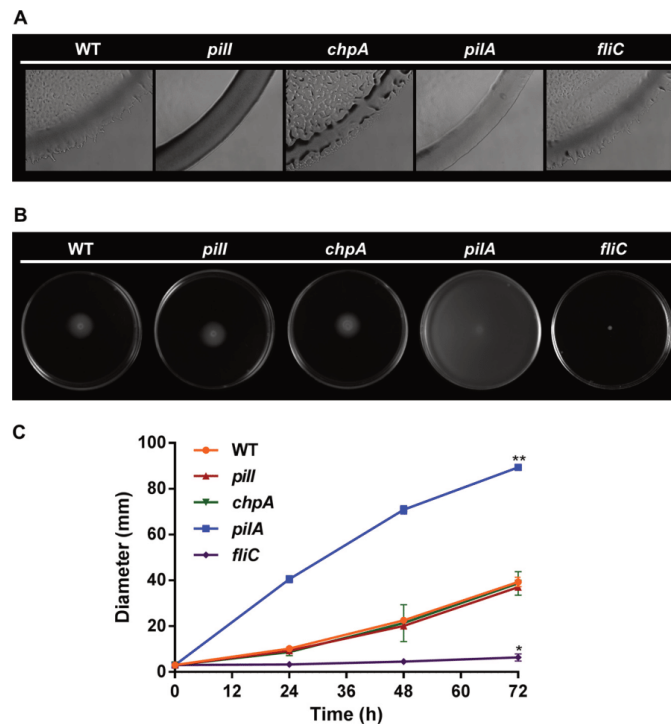 A
WT pilI chpA pilA fliC
B
WT pilI chpA pilA fliC
C
100
80
60
40
20
0
Diameter (mm)
WT
pilI
chpA
pilA
fliC
**
*
0 12 24 36 48 60 72
Time (h)